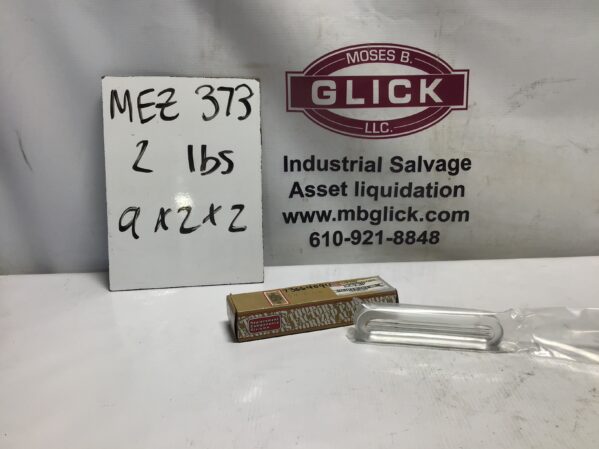 MEZ 373
2 lbs
9 x 2 x 2
MOSES B.
GLICK
LLC.
Industrial Salvage
Asset liquidation
www.mbglick.com
610-921-8848